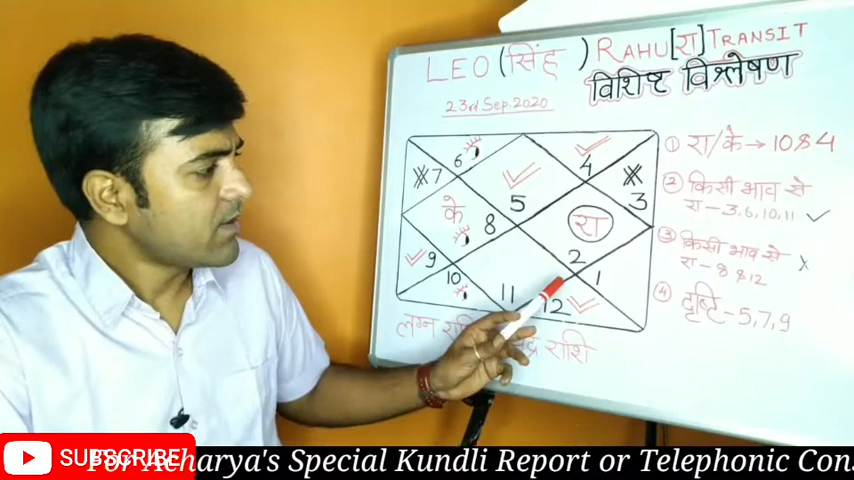 LEO (सिंह) RAHU[रा] TRANSIT
विशिष्ट विश्लेषण
23rd Sep. 2020
6
7
5
4
3
के
8
रा
2
9
10
11
12
1
① रा/के → 10 & 4
② किसी भाव से
रा - 3, 6, 10, 11 ✓
③ किसी भाव से
रा - 8 & 12 x
④ दृष्टि - 5, 7, 9
लग्न राशि
राशि
SUBSCRIBE
For Acharya's Special Kundli Report or Telephonic Cons